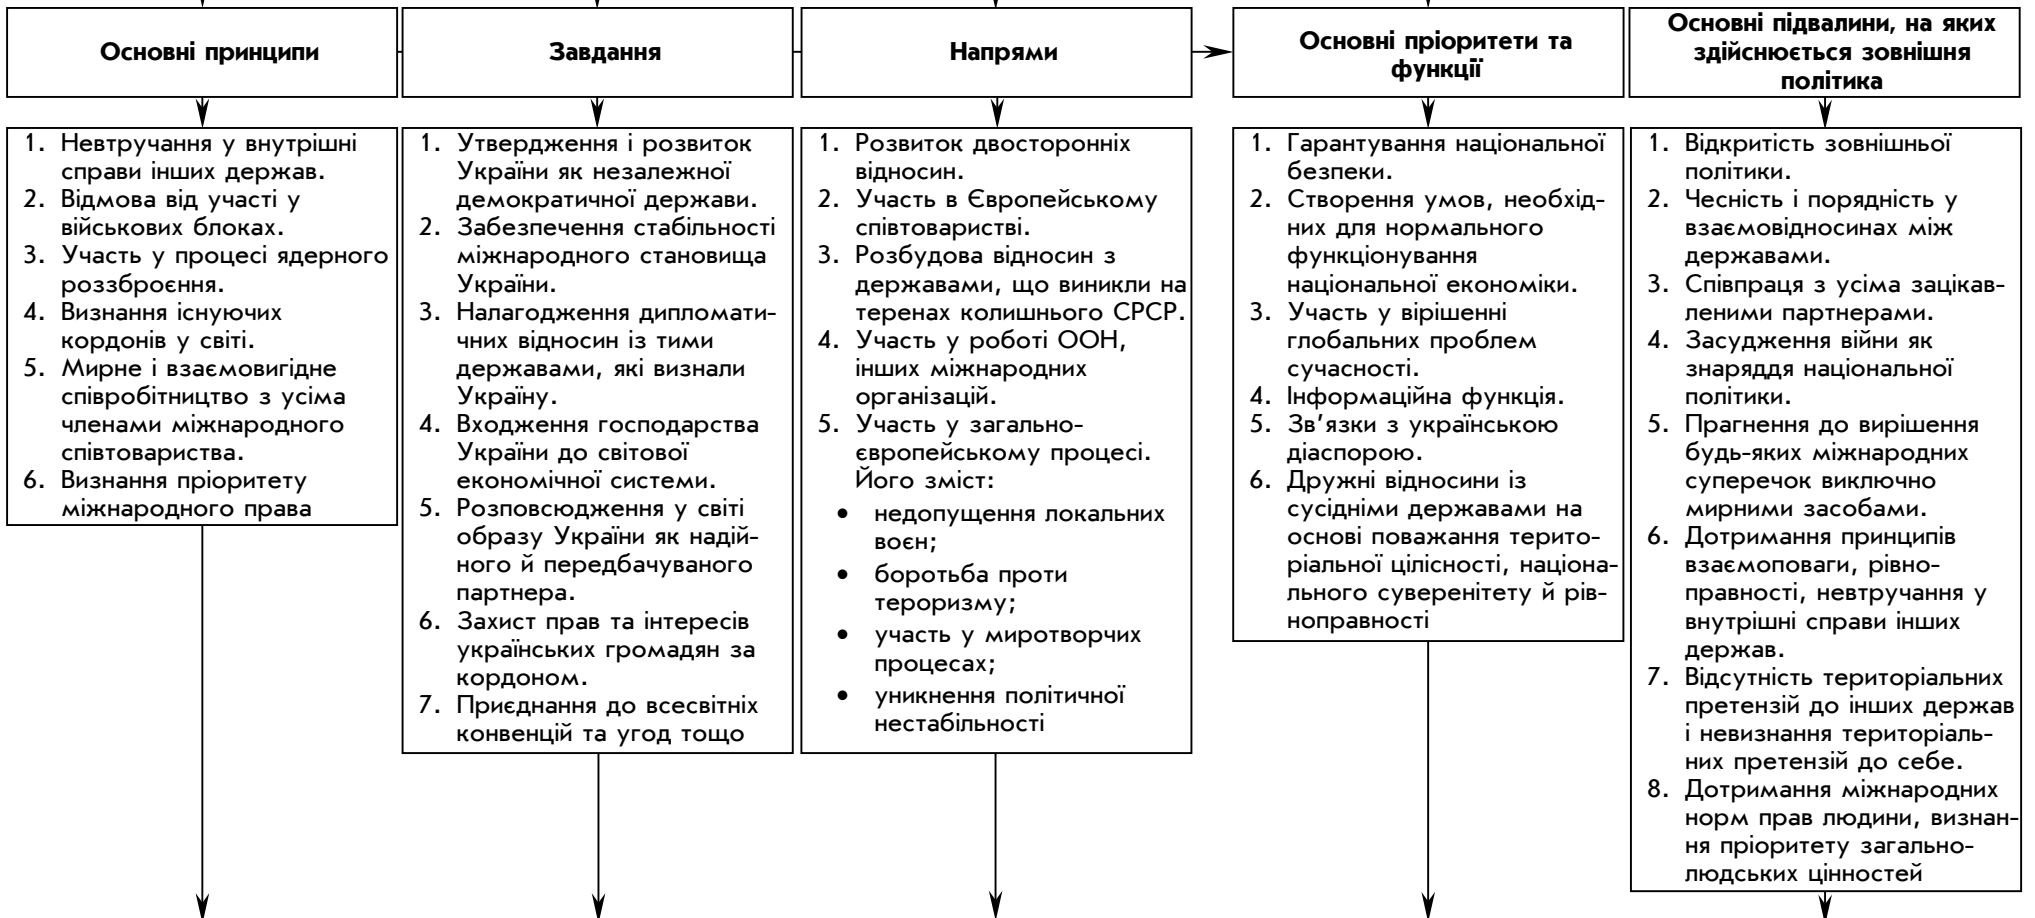 Основні принципи
Завдання
Напрями
Основні пріоритети та
функції
Основні підвалини, на яких
здійснюється зовнішня
політика
1. Невтручання у внутрішні
справи інших держав.
2. Відмова від участі у
військових блоках.
3. Участь у процесі ядерного
роззброєння.
4. Визнання існуючих
кордонів у світі.
5. Мирне і взаємовигідне
співробітництво з усіма
членами міжнародного
співтовариства.
6. Визнання пріоритету
міжнародного права
1. Утвердження і розвиток
України як незалежної
демократичної держави.
2. Забезпечення стабільності
міжнародного становища
України.
3. Налагодження дипломати-
чних відносин із тими
державами, які визнали
Україну.
4. Входження господарства
України до світової
економічної системи.
5. Розповсюдження у світі
образу України як надій-
ного й передбачуваного
партнера.
6. Захист прав та інтересів
українських громадян за
кордоном.
7. Приєднання до всесвітніх
конвенцій та угод тощо
1. Розвиток двосторонніх
відносин.
2. Участь в Європейському
співтоваристві.
3. Розбудова відносин з
державами, що виникли на
теренах колишнього СРСР.
4. Участь у роботі ООН,
інших міжнародних
організацій.
5. Участь у загально-
європейському процесі.
Його зміст:
• недопущення локальних
воєн;
• боротьба проти
тероризму;
• участь у миротворчих
процесах;
• уникнення політичної
нестабільності
1. Гарантування національної
безпеки.
2. Створення умов, необхід-
них для нормального
функціонування
національної економіки.
3. Участь у вирішенні
глобальних проблем
сучасності.
4. Інформаційна функція.
5. Зв'язки з українською
діаспорою.
6. Дружні відносини із
сусідніми державами на
основі поважання терито-
ріальної цілісності, націона-
льного суверенітету й рів-
ноправності
1. Відкритість зовнішньої
політики.
2. Чесність і порядність у
взаємовідносинах між
державами.
3. Співпраця з усіма зацікав-
леними партнерами.
4. Засудження війни як
знаряддя національної
політики.
5. Прагнення до вирішення
будь-яких міжнародних
суперечок виключно
мирними засобами.
6. Дотримання принципів
взаємоповаги, рівно-
правності, невтручання у
внутрішні справи інших
держав.
7. Відсутність територіальних
претензій до інших держав
і невизнання територіаль-
них претензій до себе.
8. Дотримання міжнародних
норм прав людини, визнан-
ня пріоритету загально-
людських цінностей